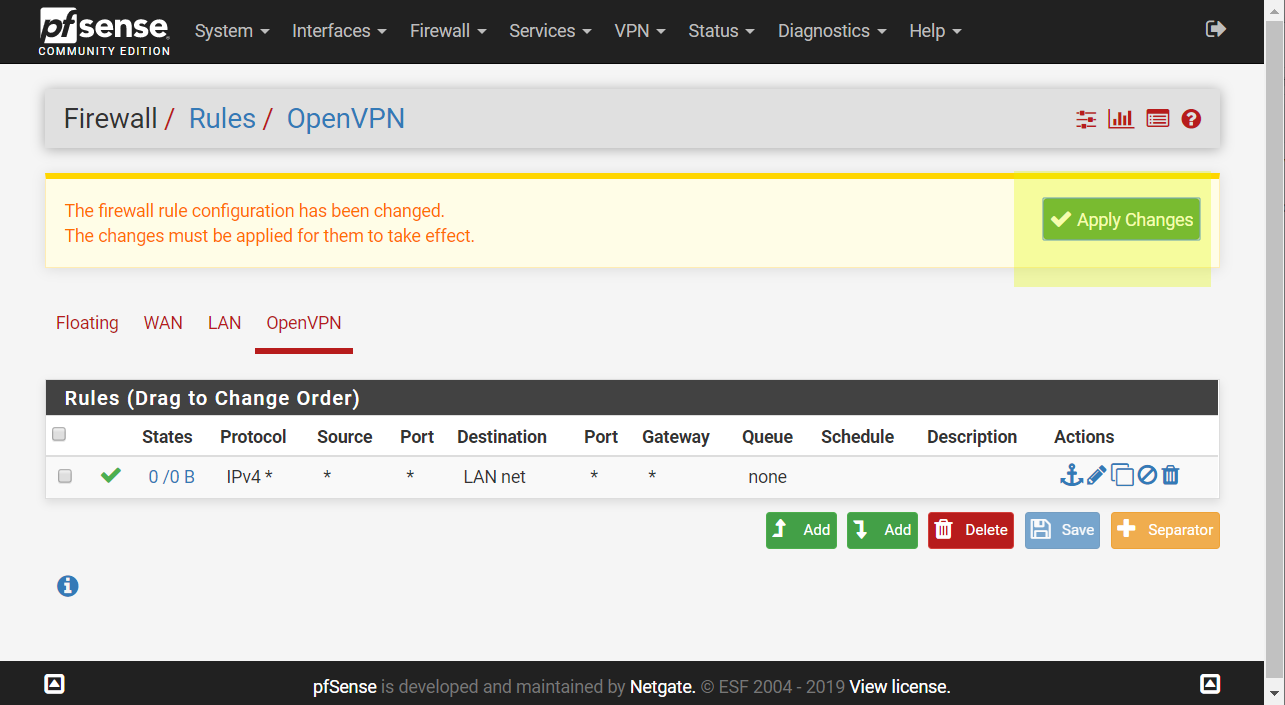 pfsense
COMMUNITY EDITION
System Interfaces Firewall Services VPN Status Diagnostics Help
Firewall / Rules / OpenVPN
The firewall rule configuration has been changed.
The changes must be applied for them to take effect.
Apply Changes
Floating WAN LAN OpenVPN
Rules (Drag to Change Order)
States Protocol Source Port Destination Port Gateway Queue Schedule Description Actions
0 /0 B IPv4 * * * LAN net * * none
Add Add Delete Save Separator
pfSense is developed and maintained by Netgate. © ESF 2004 - 2019 View license.